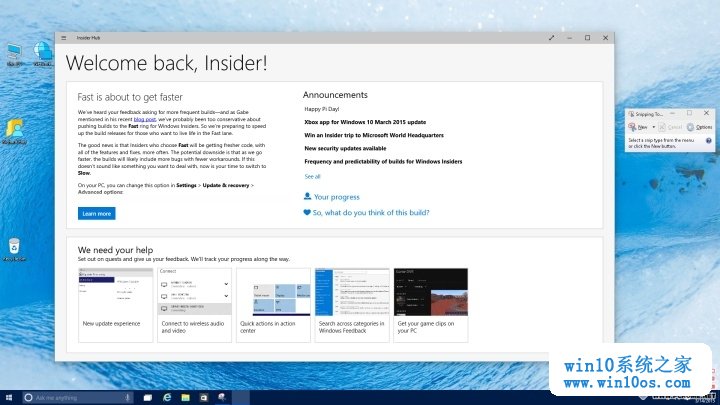 Insider Hub
Welcome back, Insider!
Fast is about to get faster
We've heard your feedback asking for more frequent builds—and as Gabe
mentioned in his recent blog post, we've probably been too conservative about
pushing builds to the Fast ring for Windows Insiders. So we're preparing to speed
up the build releases for those who want to live life in the Fast lane.
The good news is that Insiders who choose Fast will be getting fresher code, with
all of the features and fixes, more often. The potential downside is that as we go
faster, the builds will likely include more bugs with fewer workarounds. If this
doesn't sound like something you want to deal with, now is your time to switch to
Slow.
On your PC, you can change this option in Settings > Update & recovery >
Advanced options.
Learn more
Announcements
Happy Pi Day!
Xbox app for Windows 10 March 2015 update
Win an Insider trip to Microsoft World Headquarters
New security updates available
Frequency and predictability of builds for Windows Insiders
See all
Your progress
So, what do you think of this build?
We need your help
Set out on quests and give us your feedback. We'll track your progress along the way.
Connect
Game DVR
New update experience
Connect to wireless audio
and video
Quick actions in action
center
Search across categories in
Windows Feedback
Get your game clips on
your PC
Snipping To...
New
Cancel
Options
Select a snip type from the menu
or click the New button.
Ask me anything
win10系统之家
www.win10os.com